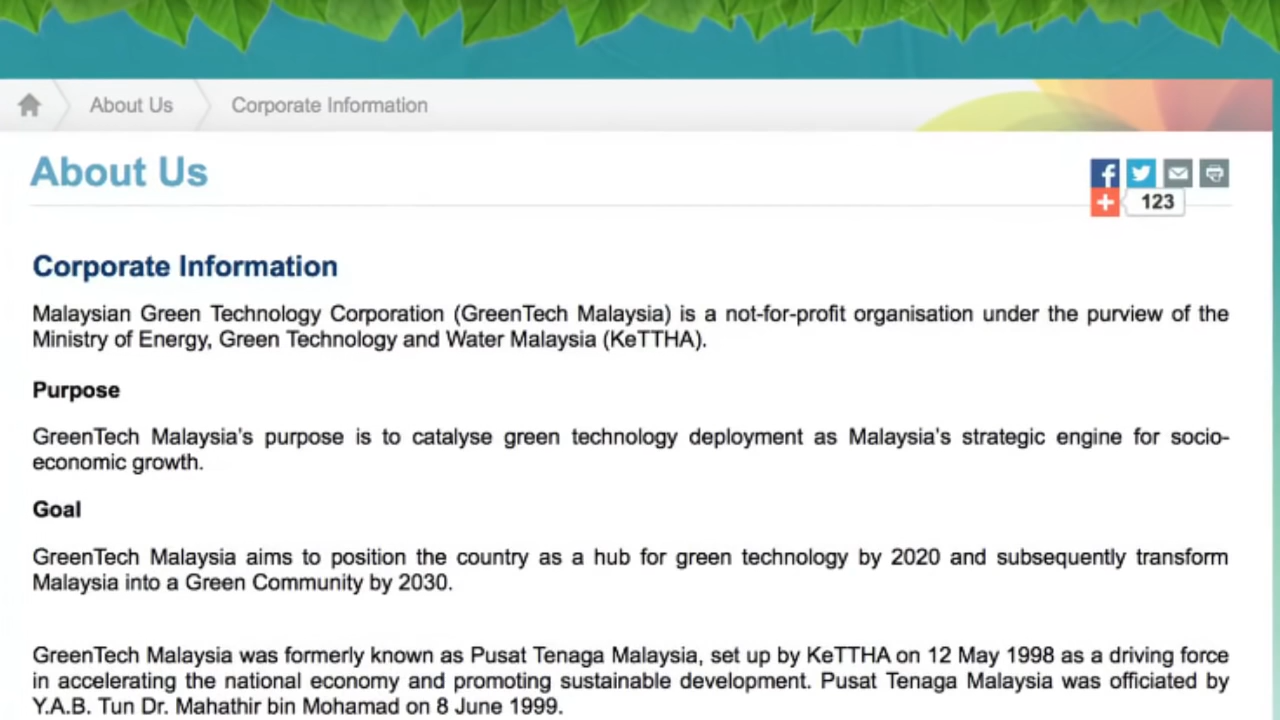 About Us
Corporate Information
About Us
123
Corporate Information
Malaysian Green Technology Corporation (GreenTech Malaysia) is a not-for-profit organisation under the purview of the
Ministry of Energy, Green Technology and Water Malaysia (KeTTHA).
Purpose
GreenTech Malaysia's purpose is to catalyse green technology deployment as Malaysia's strategic engine for socio-
economic growth.
Goal
GreenTech Malaysia aims to position the country as a hub for green technology by 2020 and subsequently transform
Malaysia into a Green Community by 2030.
GreenTech Malaysia was formerly known as Pusat Tenaga Malaysia, set up by KeTTHA on 12 May 1998 as a driving force
in accelerating the national economy and promoting sustainable development. Pusat Tenaga Malaysia was officiated by
Y.A.B. Tun Dr. Mahathir bin Mohamad on 8 June 1999.